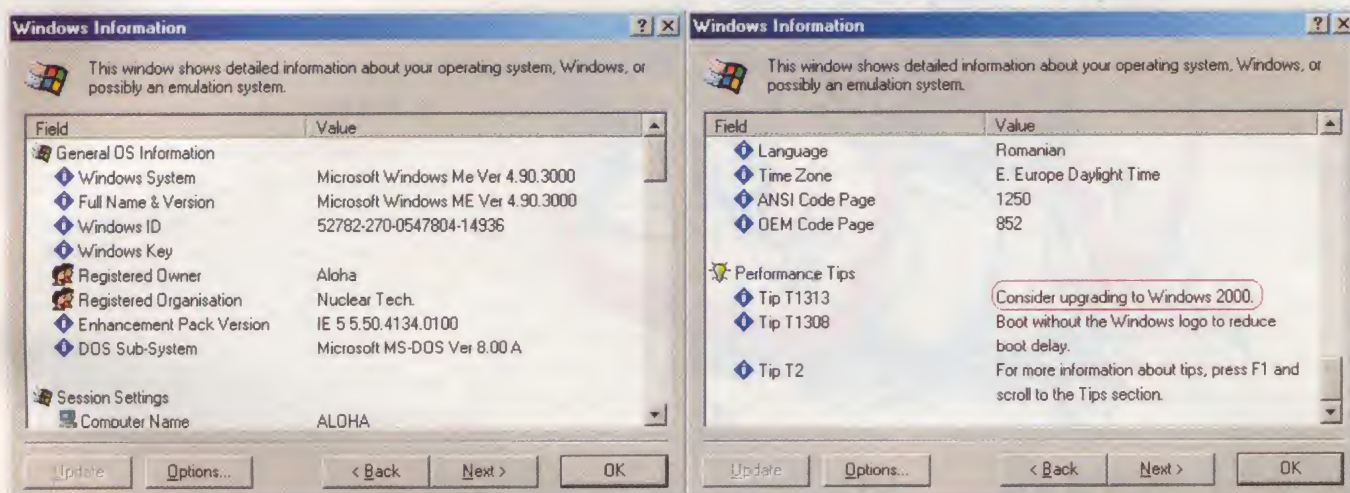 Windows Information
This window shows detailed information about your operating system, Windows, or
possibly an emulation system.
Field Value
General OS Information
Windows System Microsoft Windows Me Ver 4.90.3000
Full Name & Version Microsoft Windows ME Ver 4.90.3000
Windows ID 52782-270-0547804-14936
Windows Key
Registered Owner Aloha
Registered Organisation Nuclear Tech.
Enhancement Pack Version IE 5 5.50.4134.0100
DOS Sub-System Microsoft MS-DOS Ver 8.00 A
Session Settings
Computer Name ALOHA
Update Options... < Back Next > OK
Windows Information
This window shows detailed information about your operating system, Windows, or
possibly an emulation system.
Field Value
Language Romanian
Time Zone E. Europe Daylight Time
ANSI Code Page 1250
OEM Code Page 852
Performance Tips
Tip T1313 Consider upgrading to Windows 2000.
Tip T1308 Boot without the Windows logo to reduce
boot delay.
Tip T2 For more information about tips, press F1 and
scroll to the Tips section.
Update Options... < Back Next > OK